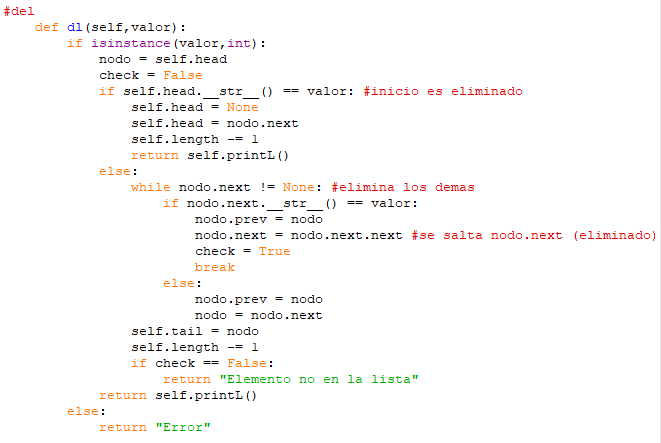 #del
    def dl(self,valor):
        if isinstance(valor,int):
            nodo = self.head
            check = False
            if self.head.__str__() == valor: #inicio es eliminado
                self.head = None
                self.head = nodo.next
                self.length -= 1
                return self.printL()
            else:
                while nodo.next != None: #elimina los demas
                    if nodo.next.__str__() == valor:
                        nodo.prev = nodo
                        nodo.next = nodo.next.next #se salta nodo.next (eliminado)
                        check = True
                        break
                    else:
                        nodo.prev = nodo
                        nodo = nodo.next
                self.tail = nodo
                self.length -= 1
                if check == False:
                    return "Elemento no en la lista"
            return self.printL()
        else:
            return "Error"